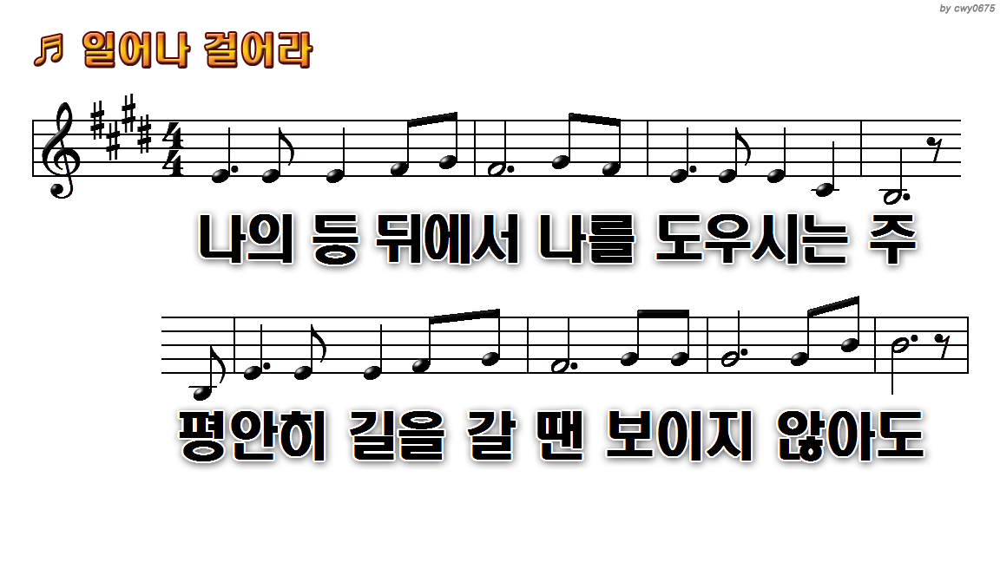 by cwy0675
♬ 일어나 걸어라
4
4
나의 등 뒤에서 나를 도우시는 주
평안히 길을 갈 땐 보이지 않아도